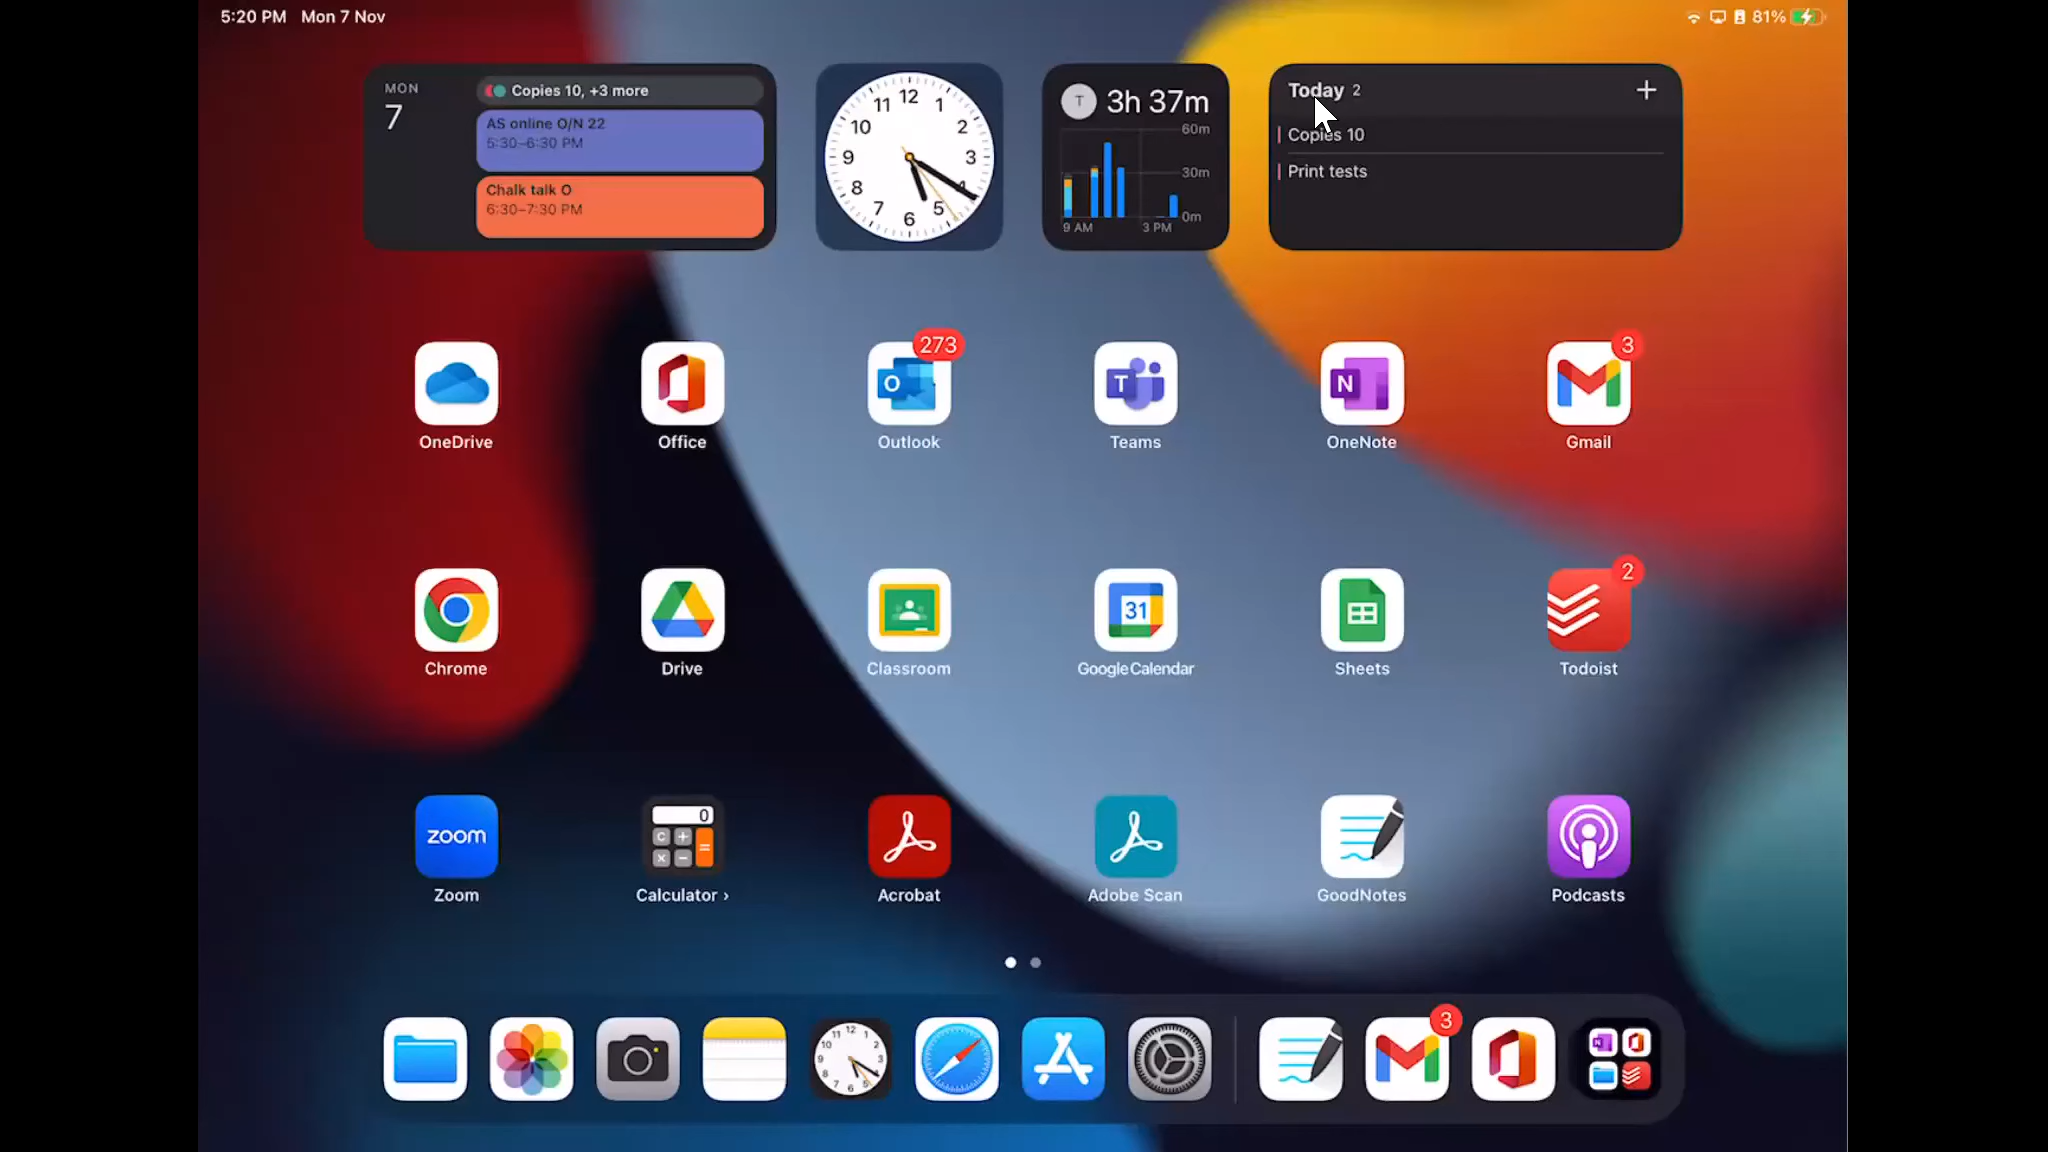 5:20 PM Mon 7 Nov
81%
MON
7
Copies 10, +3 more
AS online O/N 22
5:30–6:30 PM
Chalk talk O
6:30–7:30 PM
12
11 1
10 2
9 3
8 4
7 5
6
T 3h 37m
60m
30m
0m
9 AM 3 PM
Today 2
Copies 10
Print tests
273
3
O T N
OneDrive Office Outlook Teams OneNote Gmail
2
31
Chrome Drive Classroom Google Calendar Sheets Todoist
zoom
0
C + = × −
Zoom Calculator › Acrobat Adobe Scan GoodNotes Podcasts
3